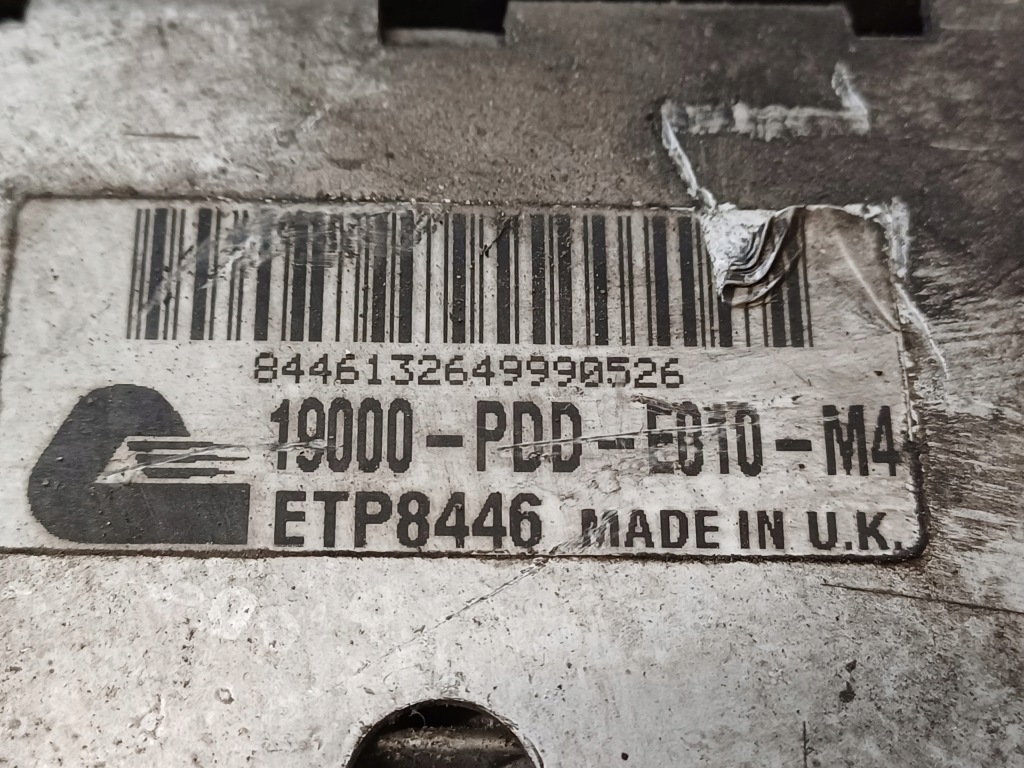 8446132649990526
19000-PDD-E010-M4
ETP8446 MADE IN U.K.